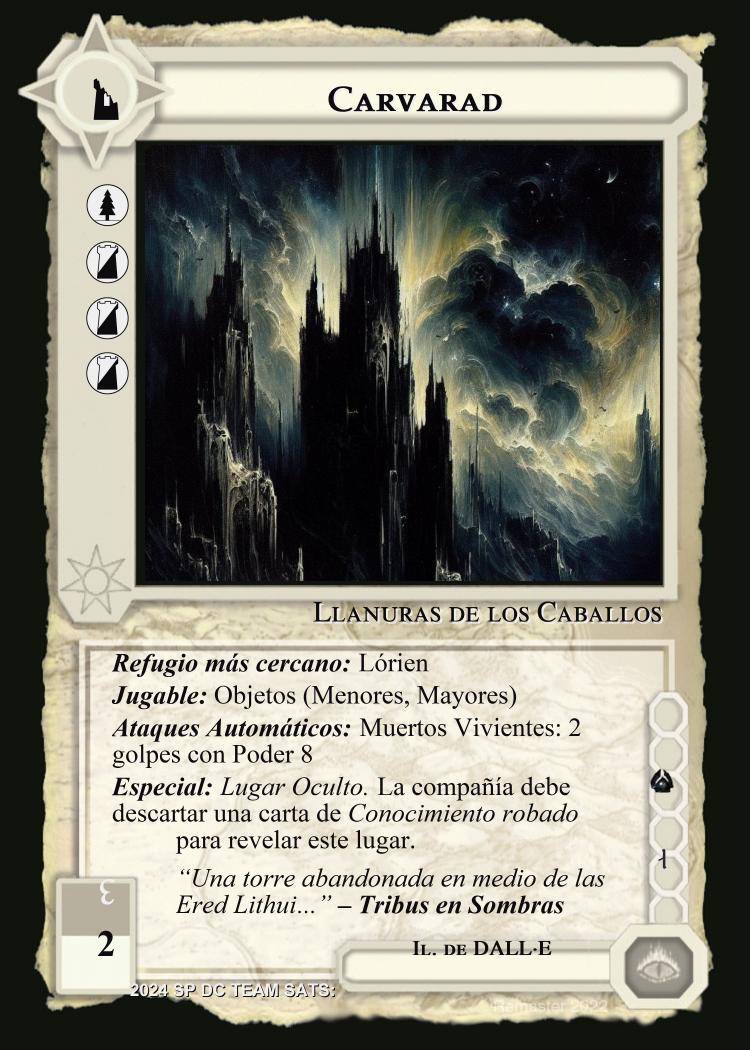 Carvarad
Llanuras de los Caballos
Refugio más cercano: Lórien
Jugable: Objetos (Menores, Mayores)
Ataques Automáticos: Muertos Vivientes: 2
golpes con Poder 8
Especial: Lugar Oculto. La compañía debe
descartar una carta de Conocimiento robado
para revelar este lugar.
“Una torre abandonada en medio de las
Ered Lithui...” – Tribus en Sombras
2
Il. de DALL·E
2024 SP DC TEAM SATS:
Remaster 2022